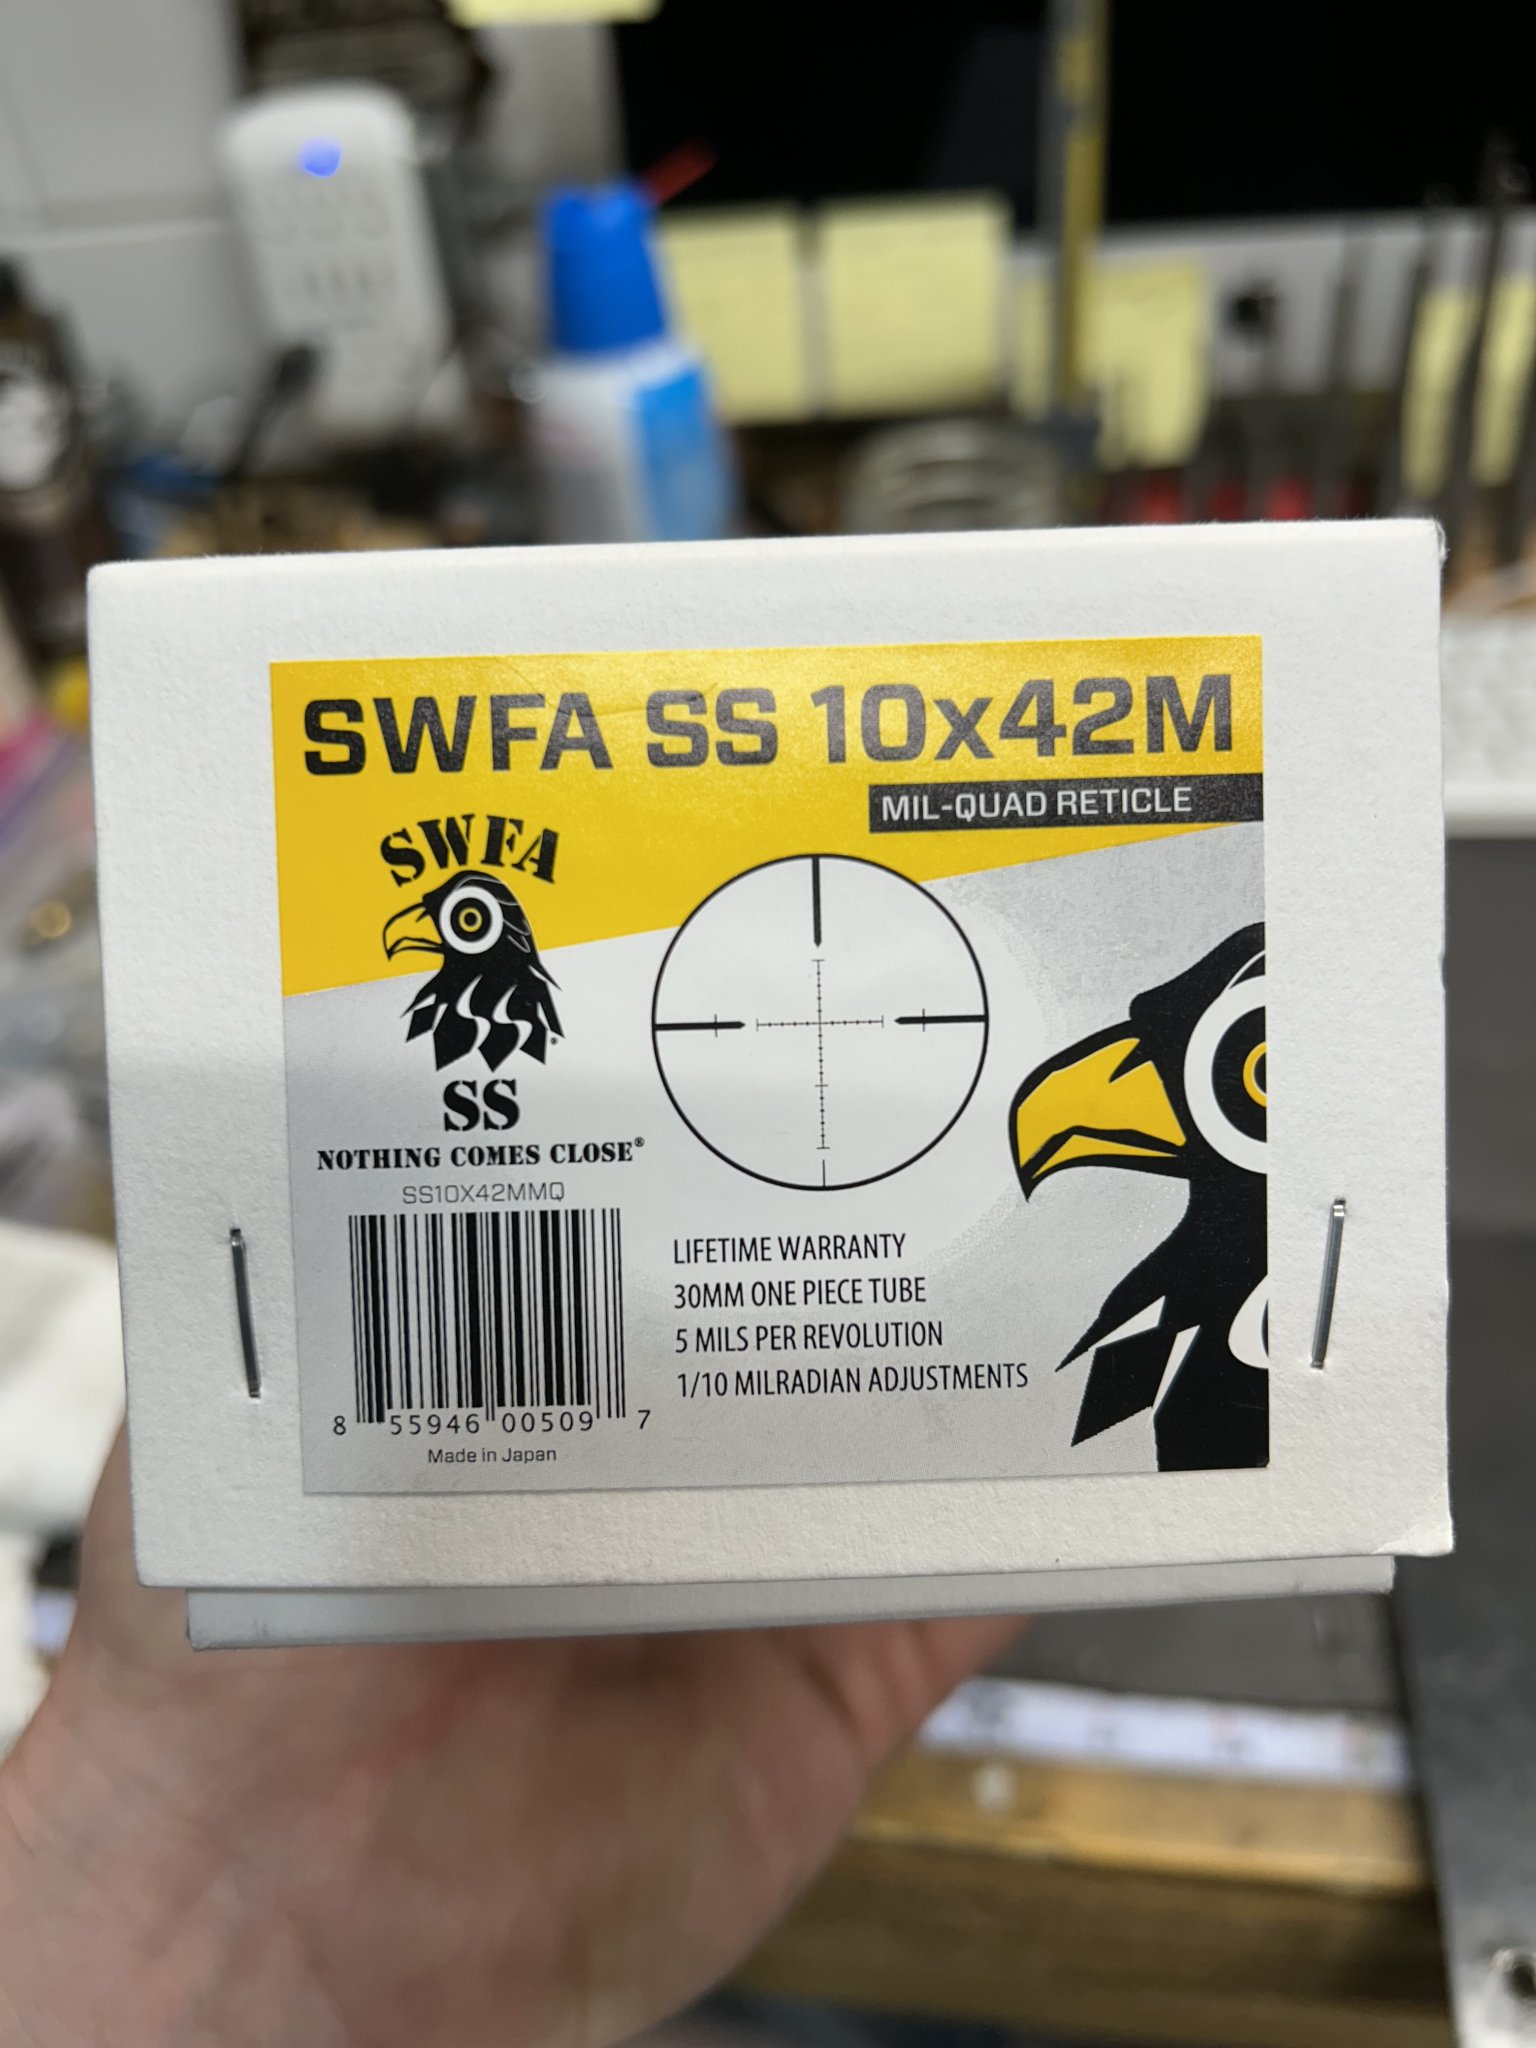 SWFA SS 10x42M
MIL-QUAD RETICLE
SWFA
SS
SS
NOTHING COMES CLOSE®
SS10X42MMQ
8 55946 00509 7
Made in Japan
LIFETIME WARRANTY
30MM ONE PIECE TUBE
5 MILS PER REVOLUTION
1/10 MILRADIAN ADJUSTMENTS